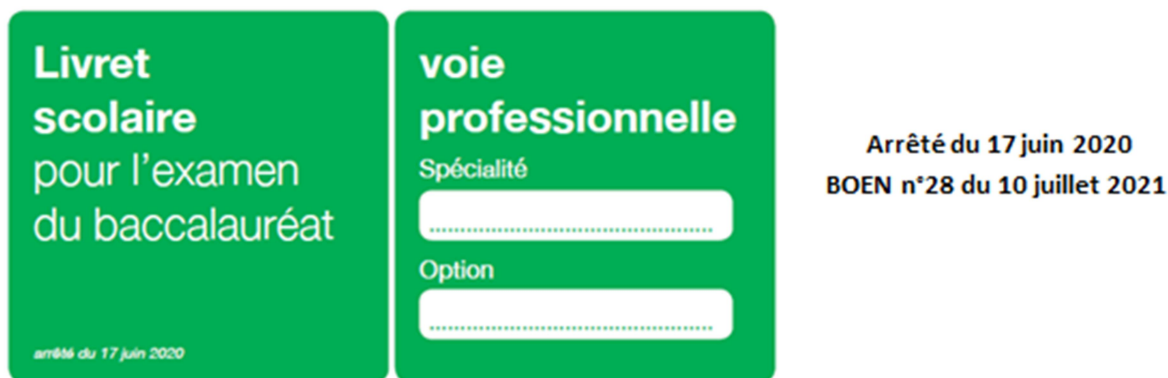 Livret
scolaire
pour l'examen
du baccalauréat
arrêté du 17 juin 2020
voie
professionnelle
Spécialité
Option
Arrêté du 17 juin 2020
BOEN n°28 du 10 juillet 2021